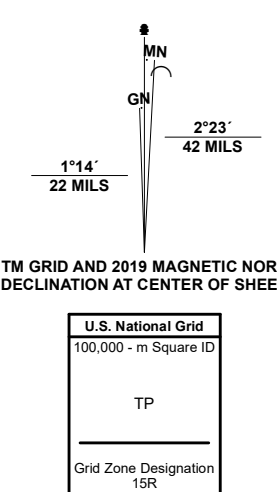 MN
GN
2°23´
42 MILS
1°14´
22 MILS
TM GRID AND 2019 MAGNETIC NOR
DECLINATION AT CENTER OF SHEE
U.S. National Grid
100,000 - m Square ID
TP
Grid Zone Designation
15R